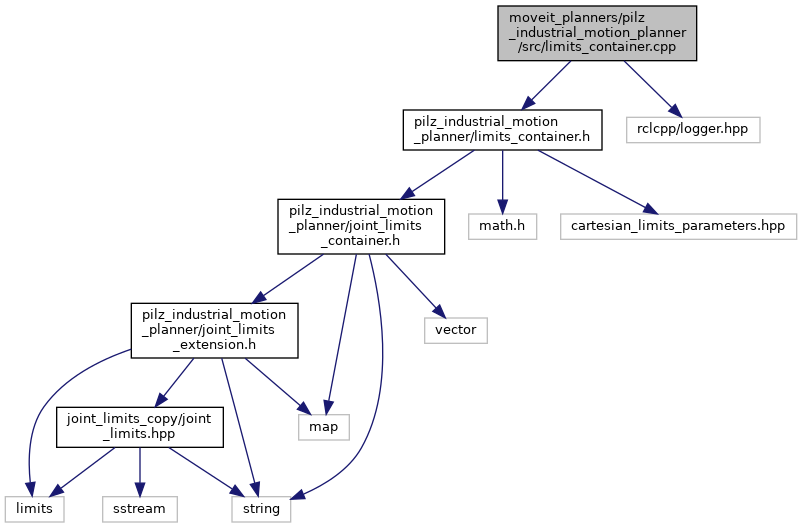 moveit_planners/pilz
_industrial_motion_planner
/src/limits_container.cpp
pilz_industrial_motion
_planner/limits_container.h
rclcpp/logger.hpp
pilz_industrial_motion
_planner/joint_limits
_container.h
math.h
cartesian_limits_parameters.hpp
pilz_industrial_motion
_planner/joint_limits
_extension.h
vector
joint_limits_copy/joint
_limits.hpp
map
limits
sstream
string